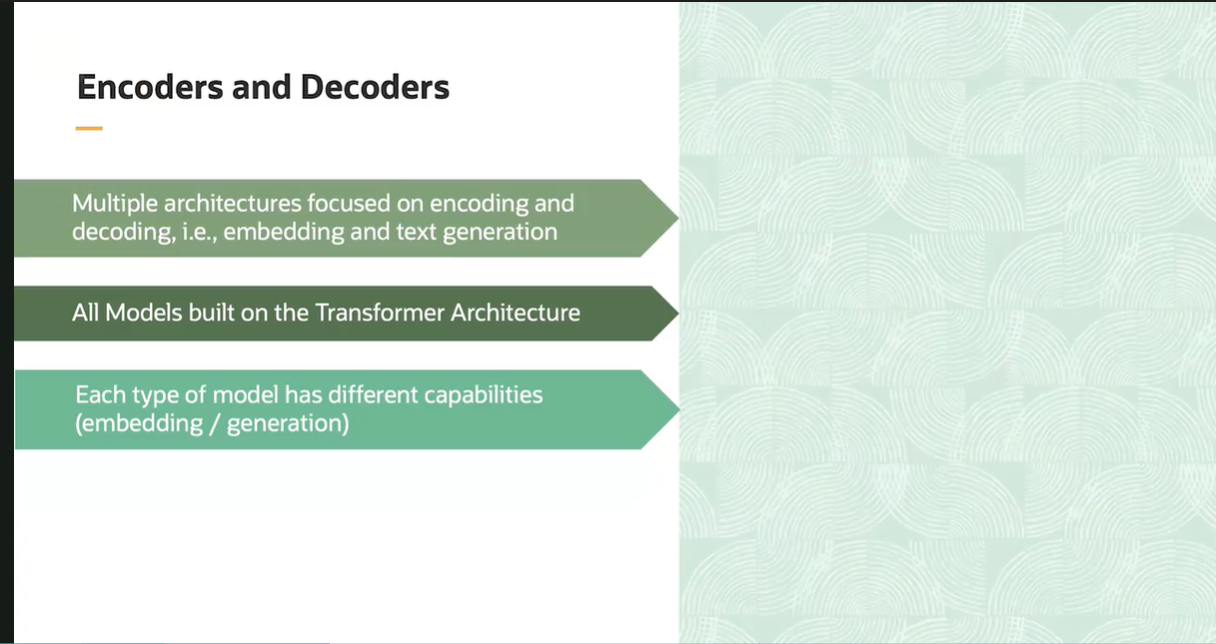 Encoders and Decoders
Multiple architectures focused on encoding and
decoding, i.e., embedding and text generation
All Models built on the Transformer Architecture
Each type of model has different capabilities
(embedding / generation)